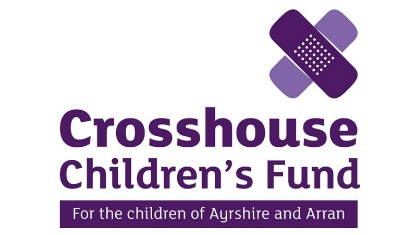 Crosshouse
Children's Fund
For the children of Ayrshire and Arran